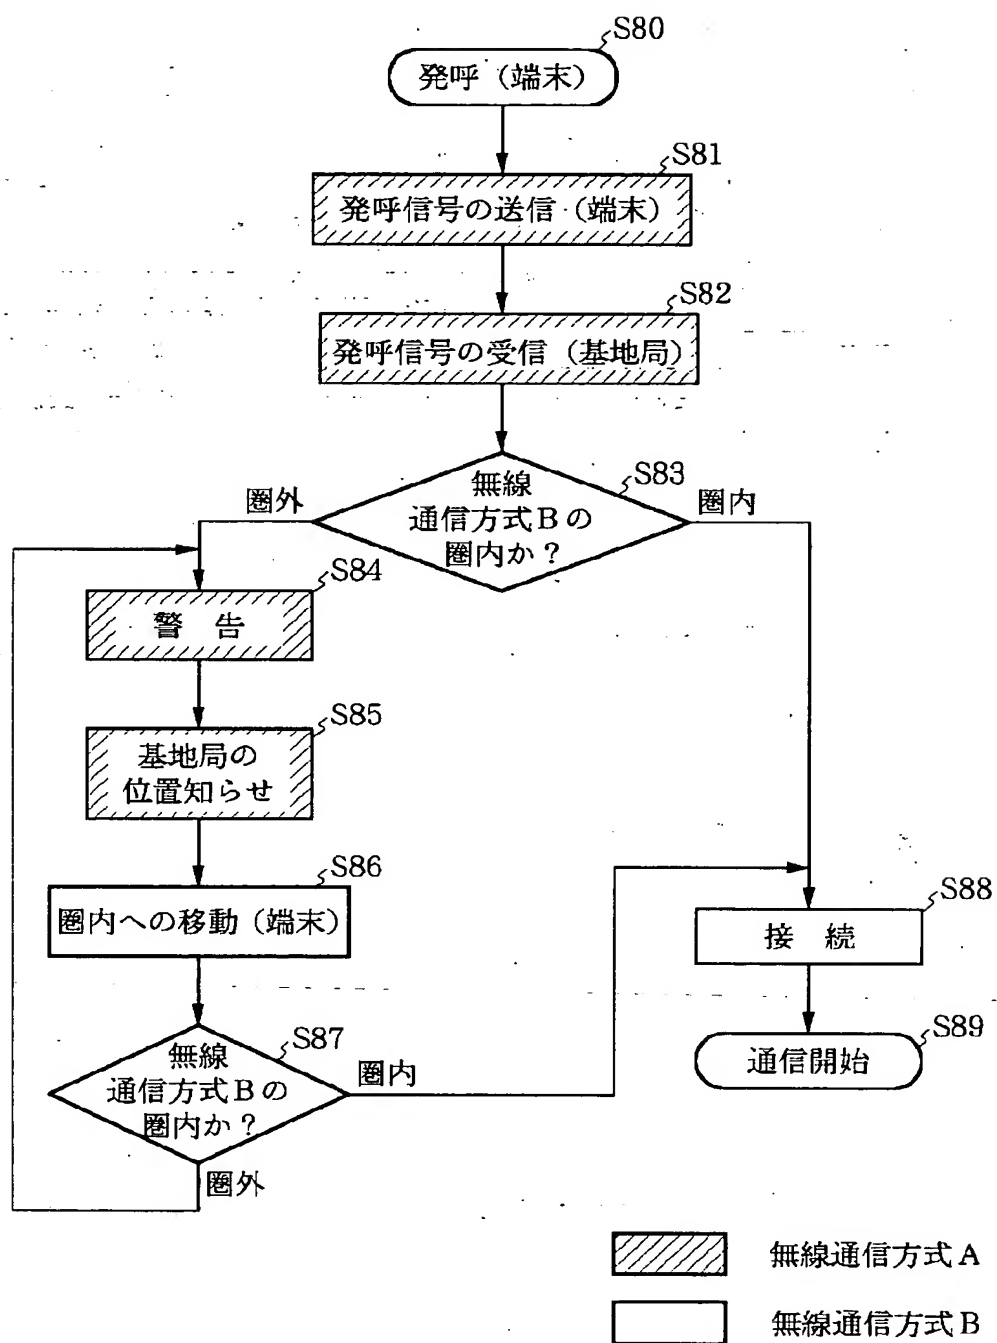 S80
発呼（端末）
S81
発呼信号の送信（端末）
S82
発呼信号の受信（基地局）
S83
無線
通信方式Bの
圏内か？
圏外
圏内
S84
警 告
S85
基地局の
位置知らせ
S86
圏内への移動（端末）
S87
無線
通信方式Bの
圏内か？
圏内
圏外
S88
接 続
S89
通信開始
無線通信方式A
無線通信方式B